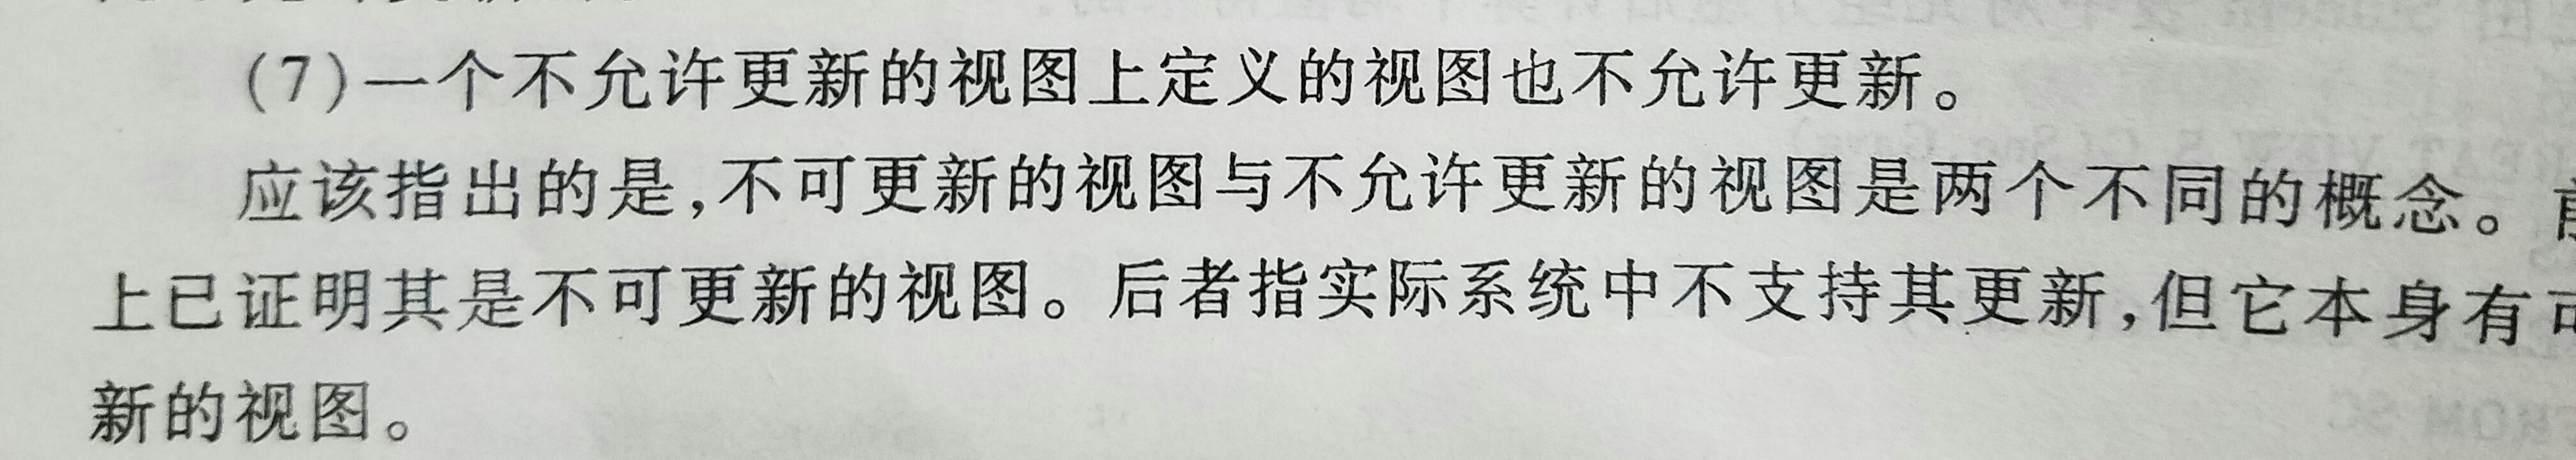 (7)一个不允许更新的视图上定义的视图也不允许更新。
应该指出的是,不可更新的视图与不允许更新的视图是两个不同的概念。
上已证明其是不可更新的视图。后者指实际系统中不支持其更新,但它本身有
新的视图。